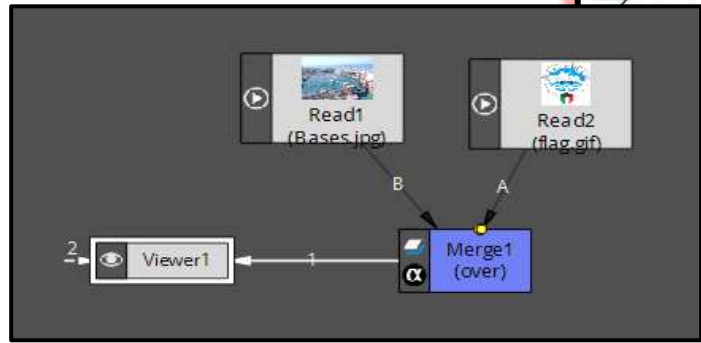 Read1
(Bases.jpg)
Read2
(flag.gif)
B
A
2
Viewer1
1
α
Merge1
(over)